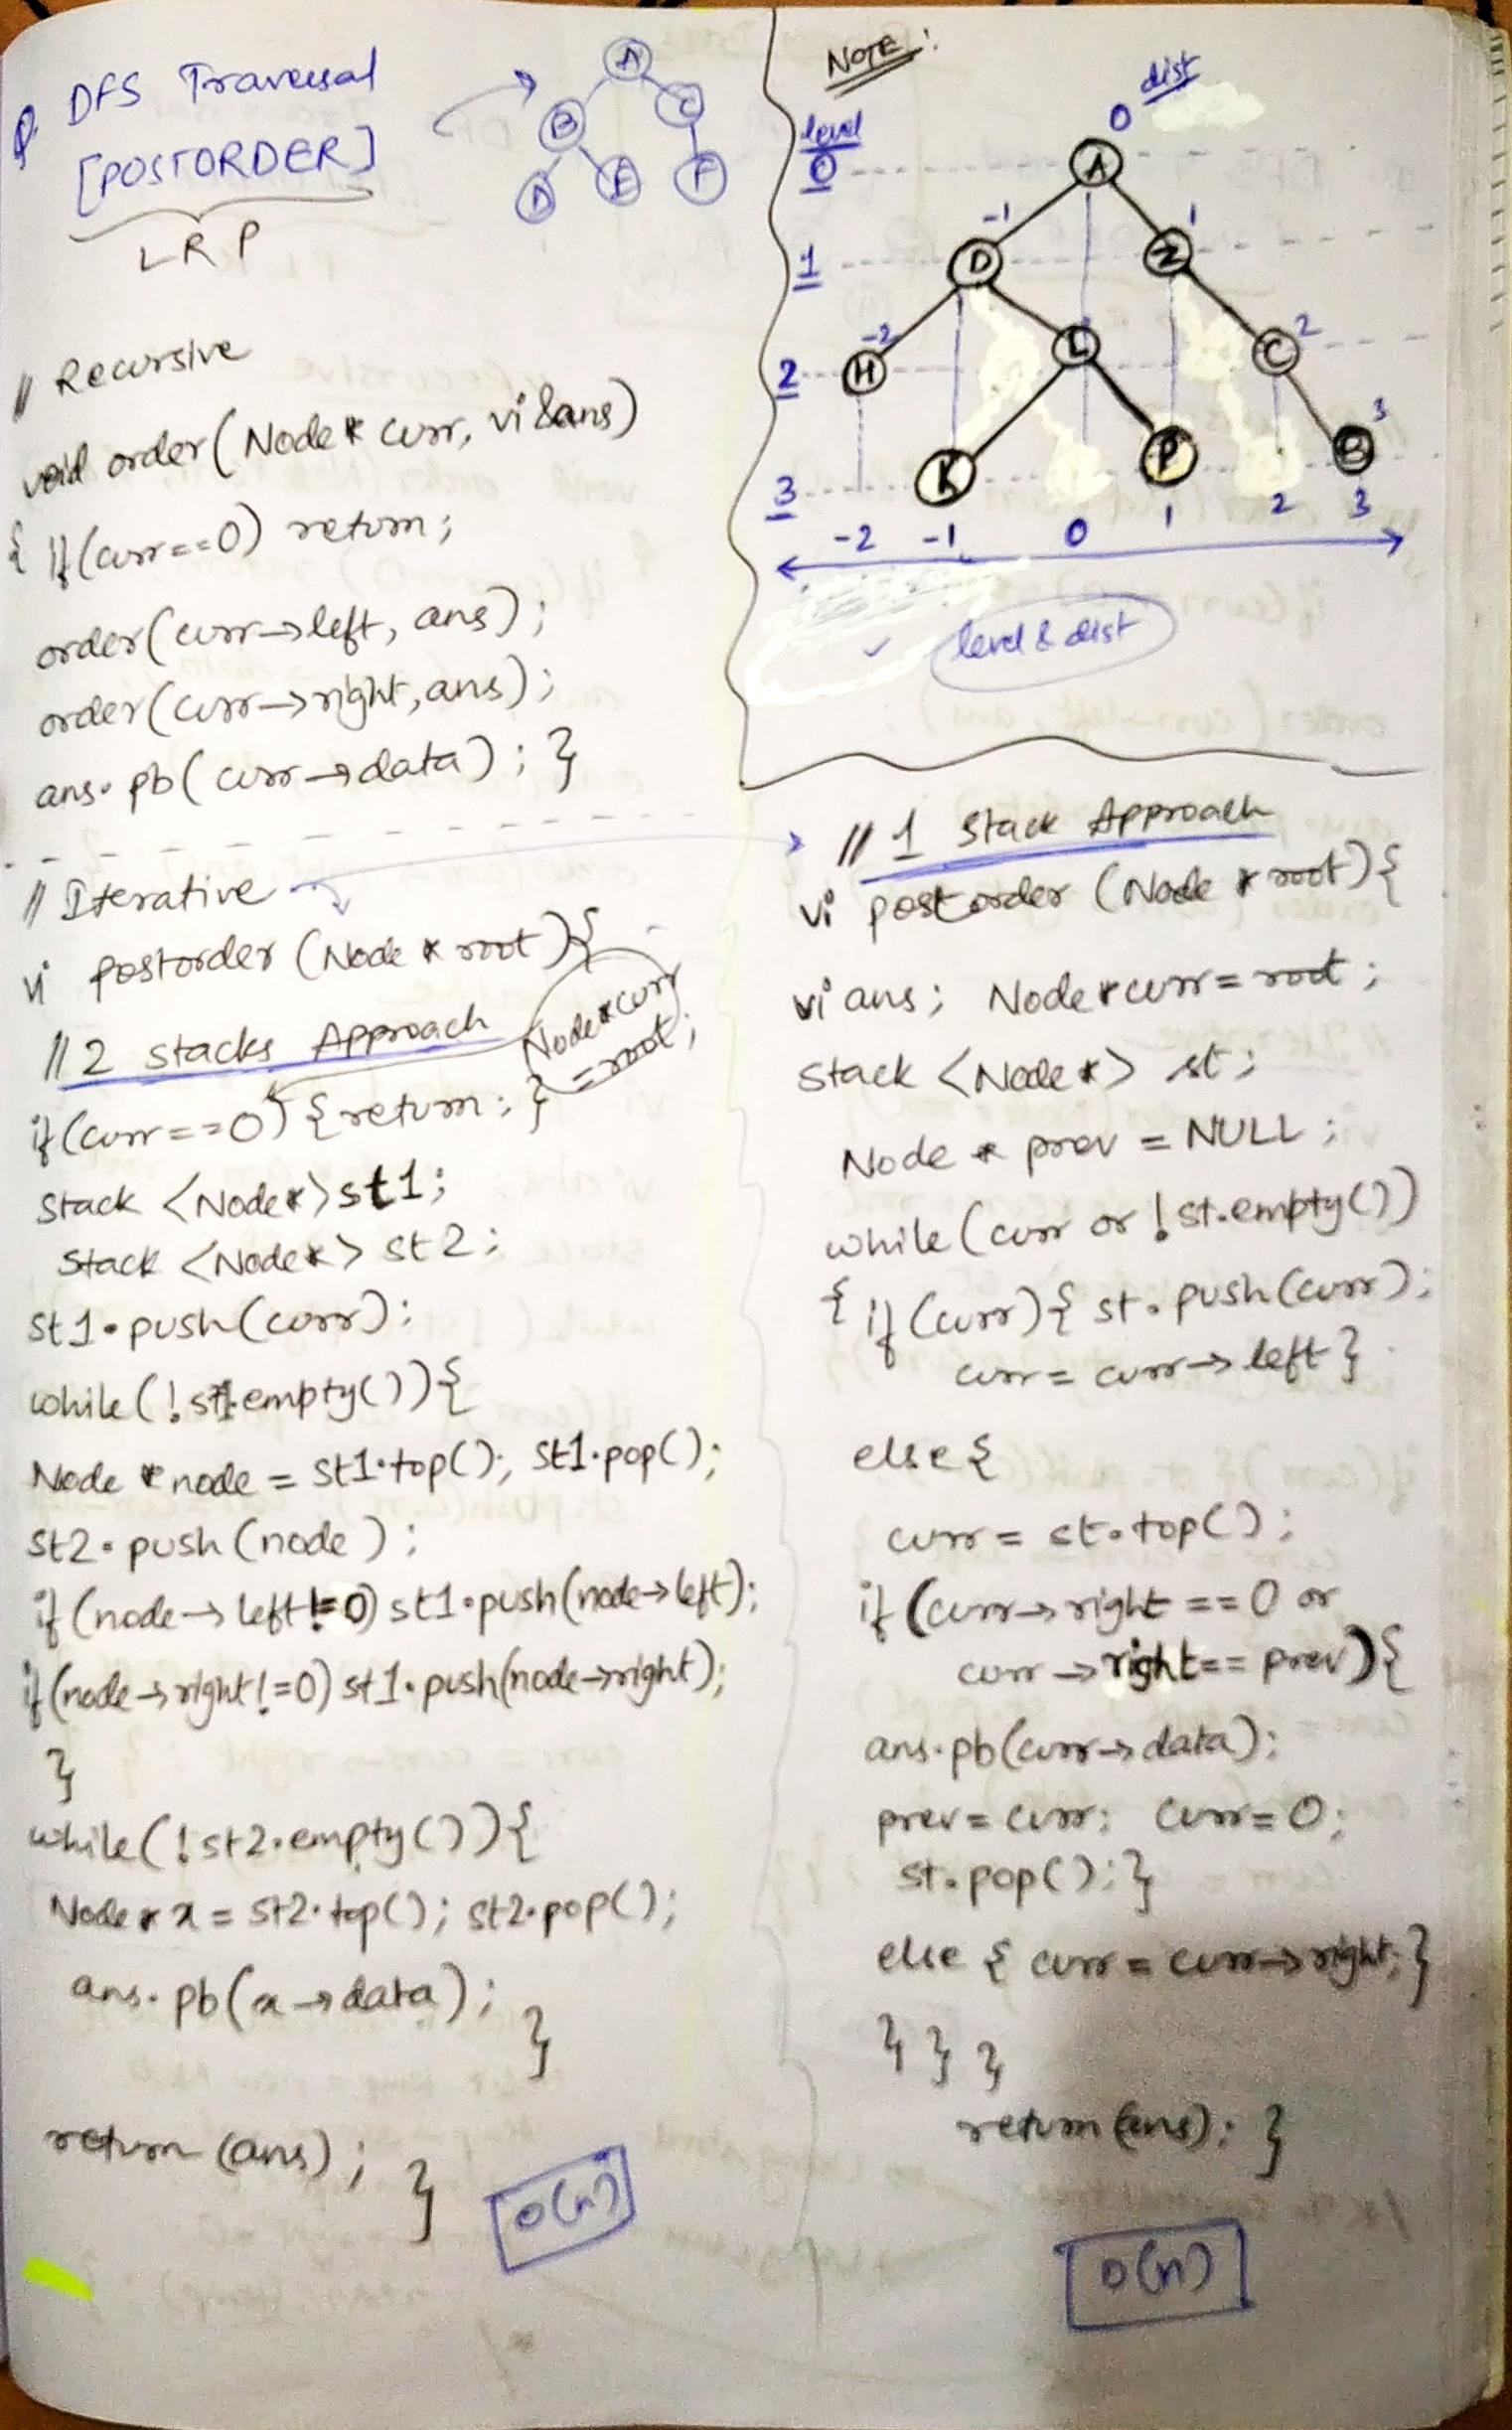 Q. DFS Traversal
[POSTORDER]
LRP
A
B C
D E F
// Recursive
void order(Node* curr, vi &ans)
{ if(curr==0) return;
order(curr→left, ans);
order(curr→right, ans);
ans.pb(curr→data); }
// Iterative
vi postorder (Node * root){
// 2 stacks Approach
Node*curr
=root;
if(curr==0) {return; }
stack <Node*> st1;
stack <Node*> st2;
st1.push(curr);
while(!st1.empty()){
Node * node = st1.top(); st1.pop();
st2.push(node);
if(node→left!=0) st1.push(node→left);
if(node→right!=0) st1.push(node→right);
}
while(!st2.empty()){
Node* x = st2.top(); st2.pop();
ans.pb(x→data);
}
return (ans); }
O(n)
NOTE:
dist
level
0
0 A
-1 1
1 D Z
-2 2
2 H L C
3
3 K P B
-2 -1 0 1 2 3
level & dist
// 1 Stack Approach
vi postorder (Node * root){
vi ans; Node*curr=root;
stack <Node*> st;
Node * prev = NULL;
while(curr or !st.empty())
{ if(curr){ st.push(curr);
curr = curr→left }
else{
curr = st.top();
if(curr→right==0 or
curr→right==prev){
ans.pb(curr→data);
prev=curr; curr=0;
st.pop(); }
else { curr = curr→right; }
} } }
return(ans); }
O(n)